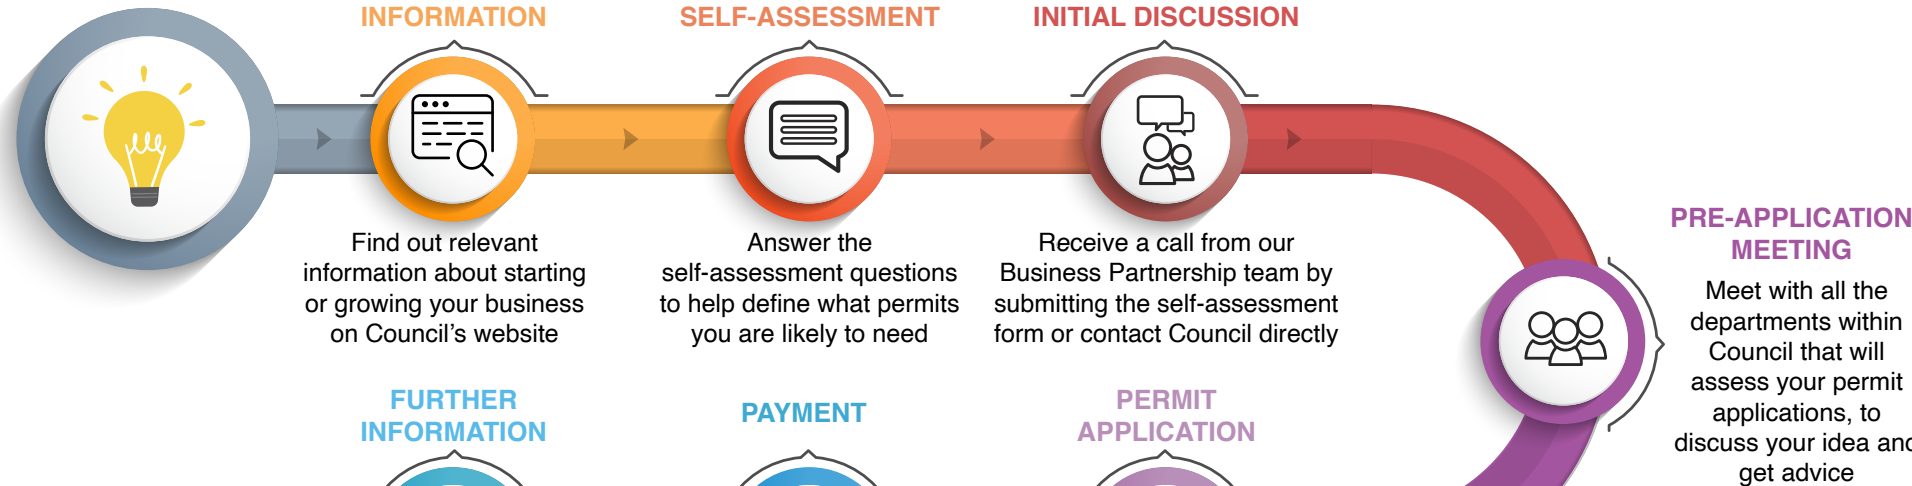 INFORMATION
Find out relevant
information about starting
or growing your business
on Council's website
SELF-ASSESSMENT
Answer the
self-assessment questions
to help define what permits
you are likely to need
INITIAL DISCUSSION
Receive a call from our
Business Partnership team by
submitting the self-assessment
form or contact Council directly
PRE-APPLICATION
MEETING
Meet with all the
departments within
Council that will
assess your permit
applications, to
discuss your idea and
get advice
PERMIT
APPLICATION
PAYMENT
FURTHER
INFORMATION